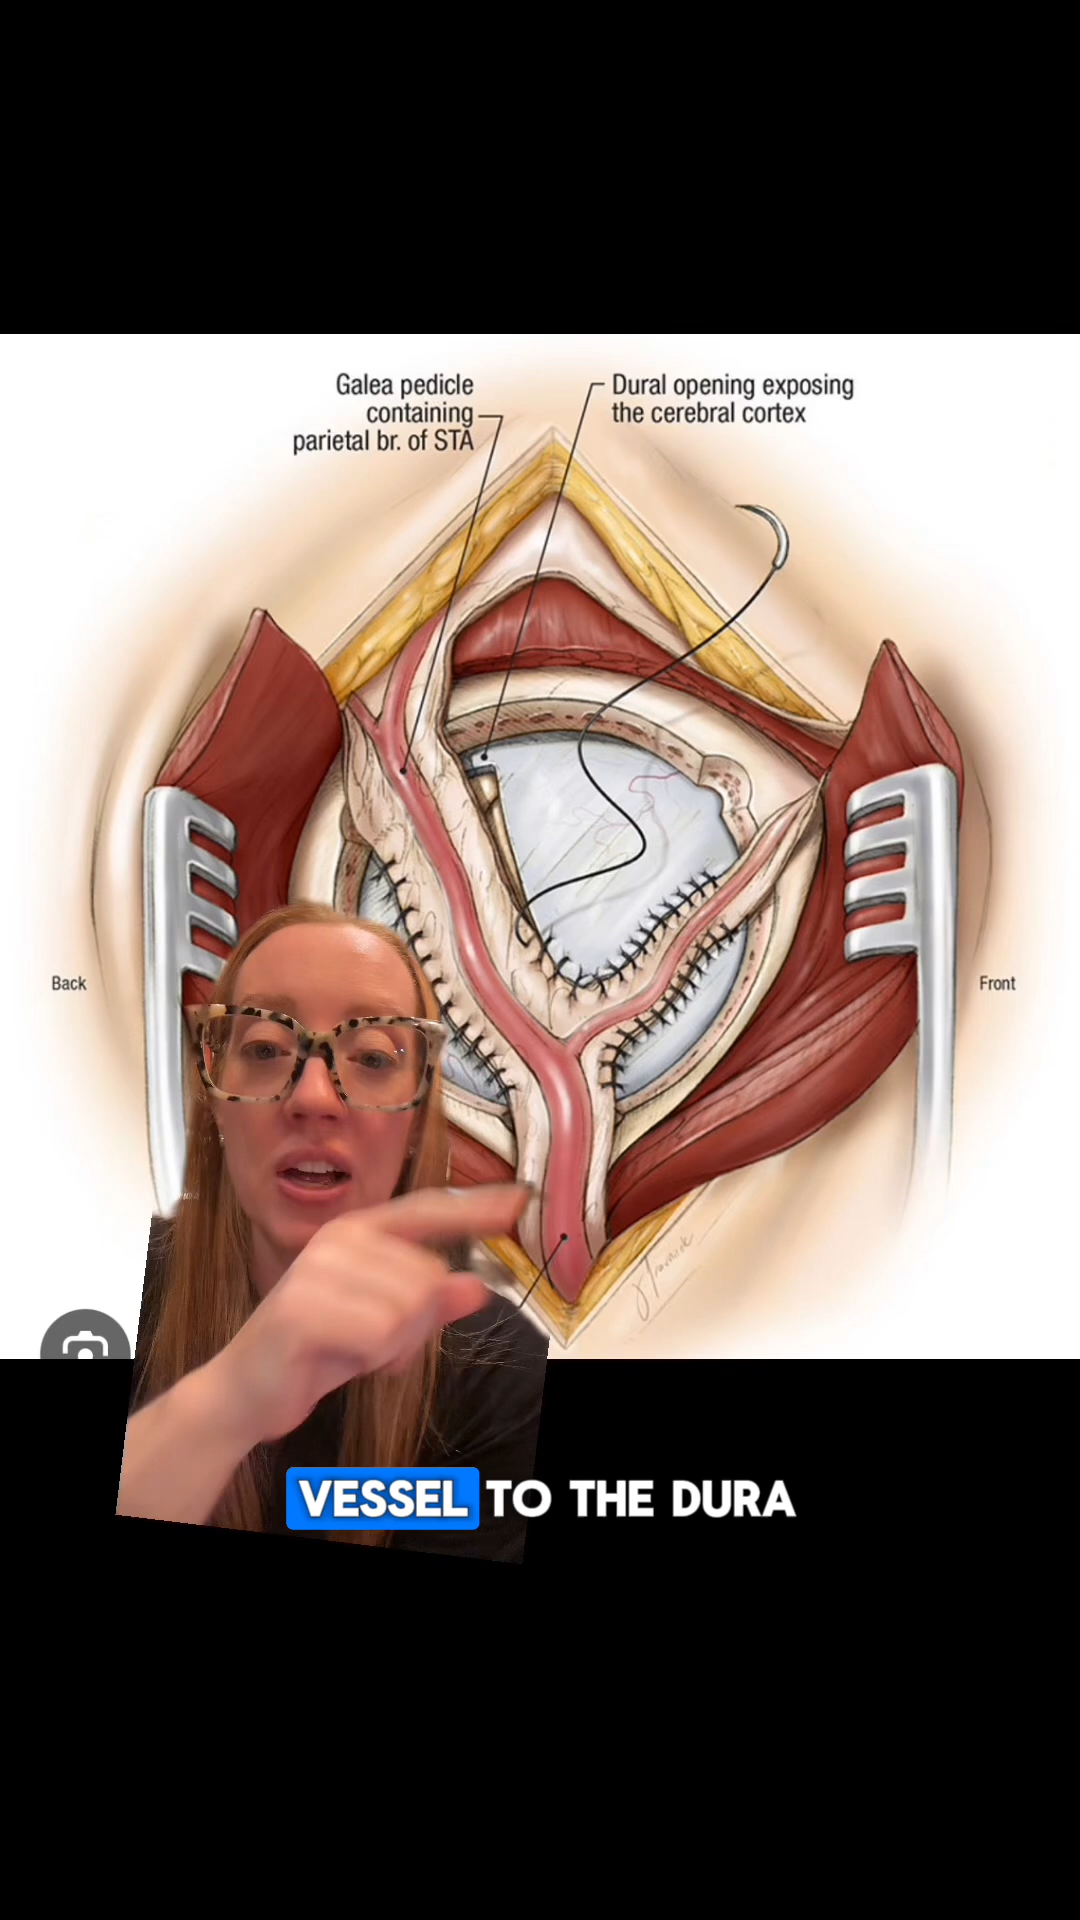 Galea pedicle
containing
parietal br. of STA
Dural opening exposing
the cerebral cortex
Back
Front
VESSEL TO THE DURA